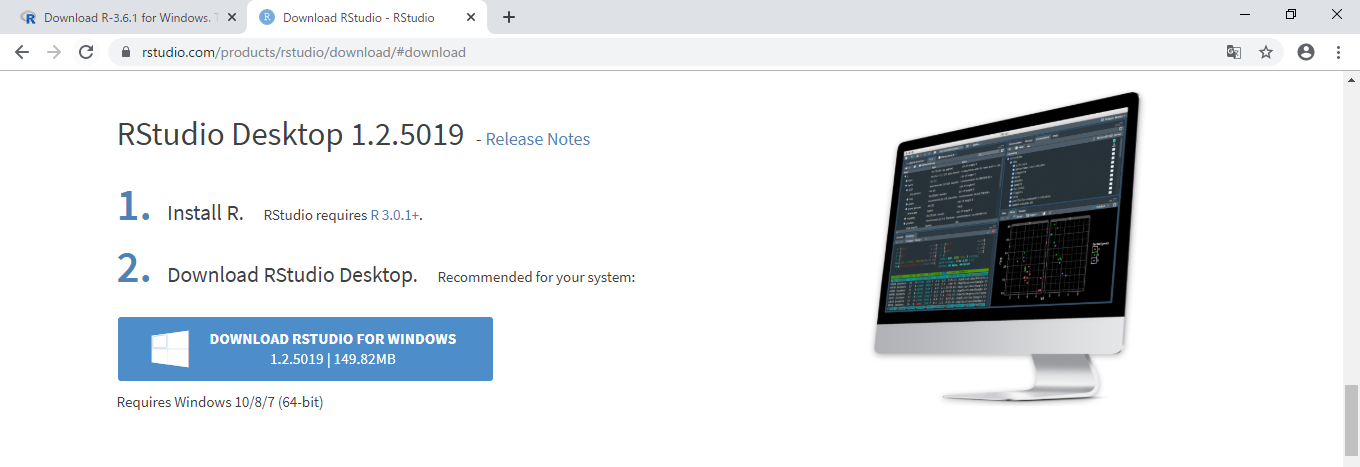 Download R-3.6.1 for Windows. T
Download RStudio - RStudio
rstudio.com/products/rstudio/download/#download
RStudio Desktop 1.2.5019 - Release Notes
1. Install R. RStudio requires R 3.0.1+.
2. Download RStudio Desktop. Recommended for your system:
DOWNLOAD RSTUDIO FOR WINDOWS
1.2.5019 | 149.82MB
Requires Windows 10/8/7 (64-bit)